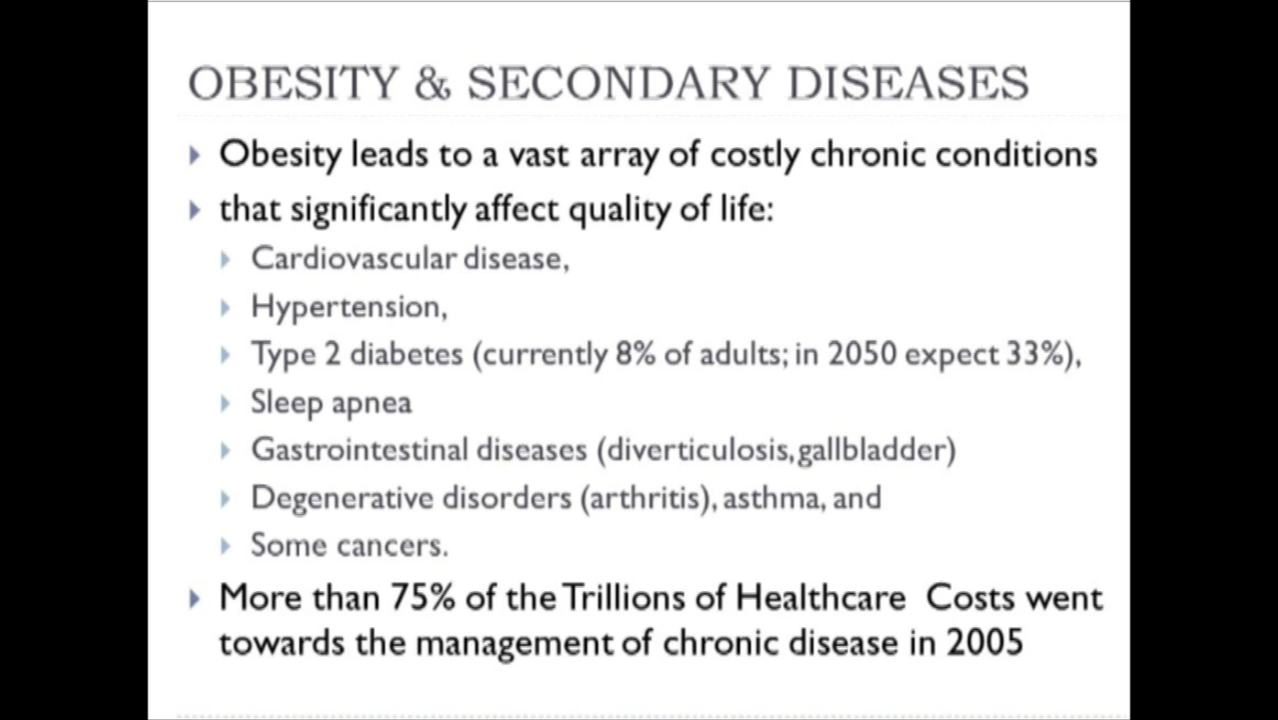 OBESITY & SECONDARY DISEASES
Obesity leads to a vast array of costly chronic conditions
that significantly affect quality of life:
Cardiovascular disease,
Hypertension,
Type 2 diabetes (currently 8% of adults; in 2050 expect 33%),
Sleep apnea
Gastrointestinal diseases (diverticulosis, gallbladder)
Degenerative disorders (arthritis), asthma, and
Some cancers.
More than 75% of the Trillions of Healthcare Costs went
towards the management of chronic disease in 2005